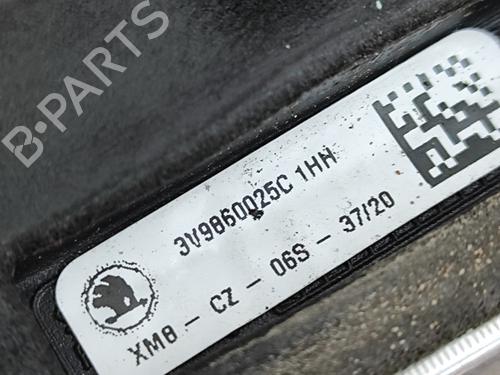 B-PARTS
3V9860025C 1HH
XM8 - CZ - 06S - 37/20